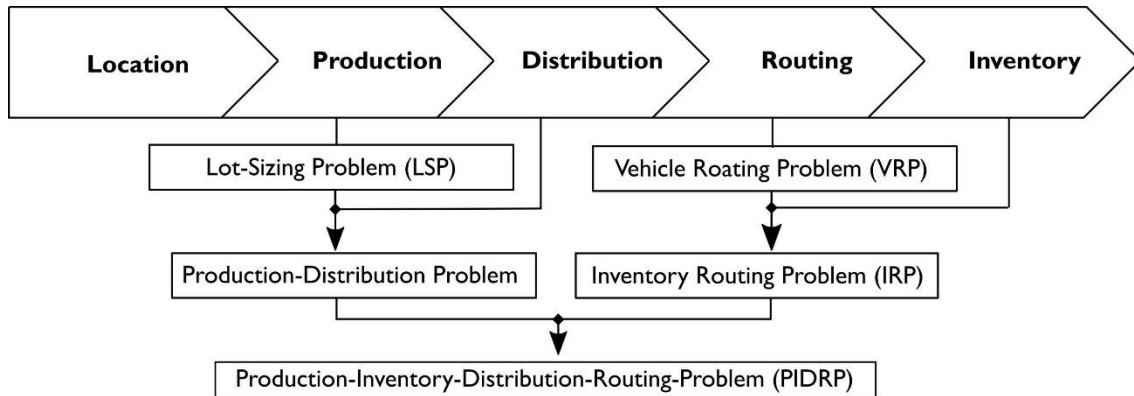 Location
Production
Distribution
Routing
Inventory
Lot-Sizing Problem (LSP)
Vehicle Roating Problem (VRP)
Production-Distribution Problem
Inventory Routing Problem (IRP)
Production-Inventory-Distribution-Routing-Problem (PIDRP)